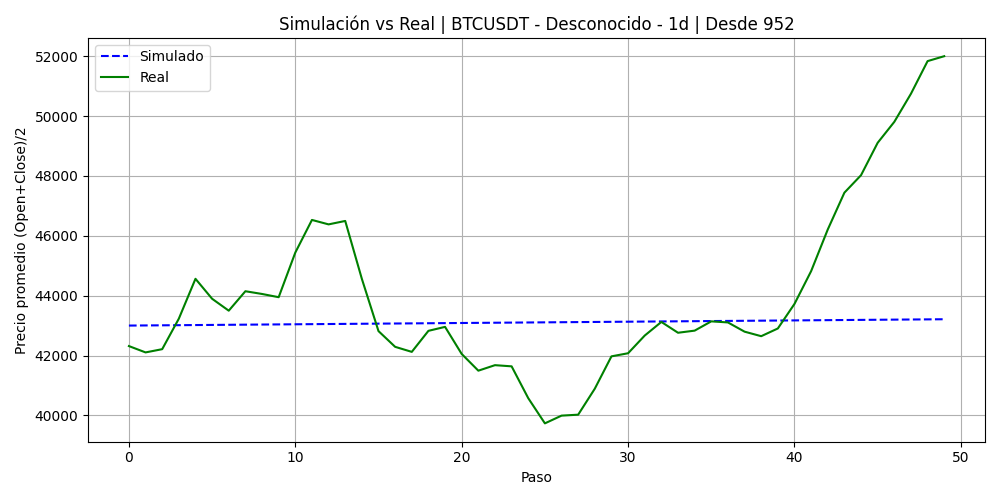 Simulación vs Real | BTCUSDT - Desconocido - 1d | Desde 952
Simulado
Real
Precio promedio (Open+Close)/2
52000
50000
48000
46000
44000
42000
40000
0
10
20
30
40
50
Paso